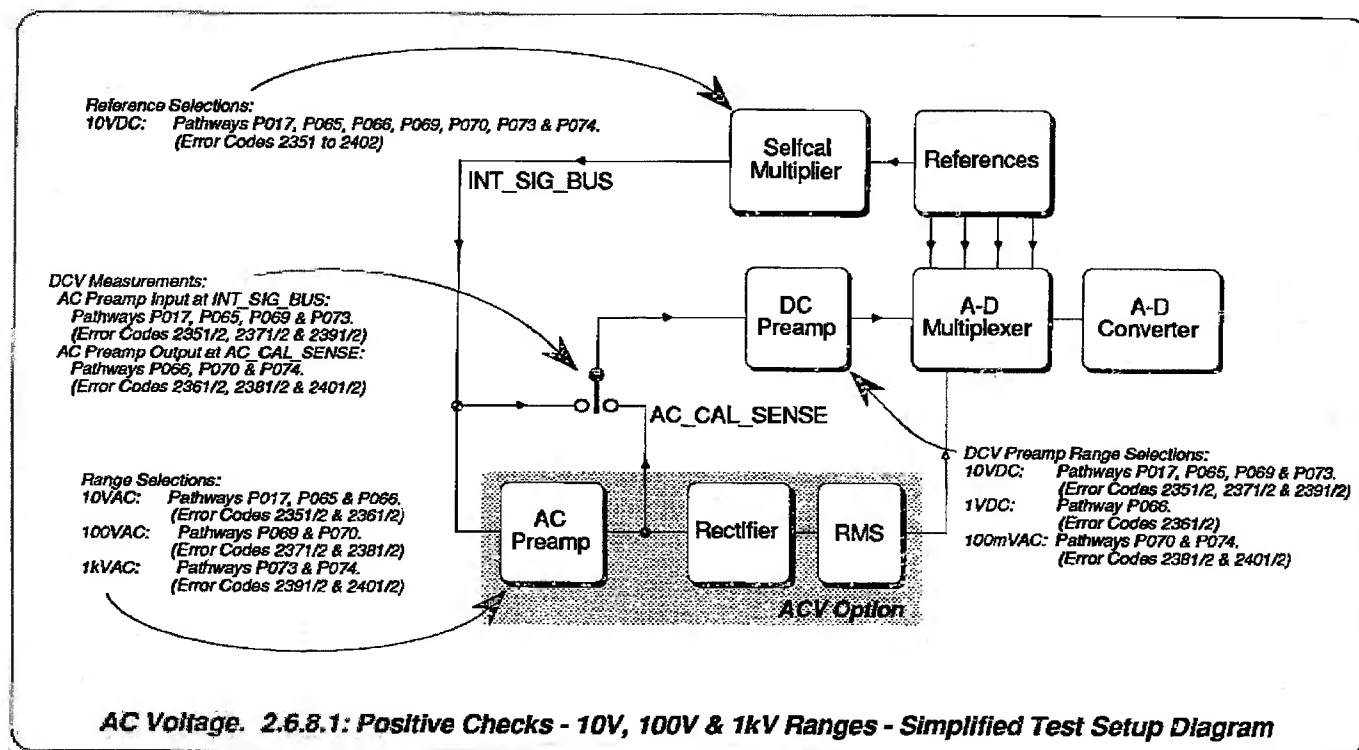 Reference Selections:
10VDC: Pathways P017, P065, P066, P069, P070, P073 & P074.
(Error Codes 2351 to 2402)
Selfcal
Multiplier
References
INT_SIG_BUS
DCV Measurements:
AC Preamp Input at INT_SIG_BUS:
Pathways P017, P065, P069 & P073.
(Error Codes 2351/2, 2371/2 & 2391/2)
AC Preamp Output at AC_CAL_SENSE:
Pathways P066, P070 & P074.
(Error Codes 2361/2, 2381/2 & 2401/2)
DC
Preamp
A-D
Multiplexer
A-D
Converter
AC_CAL_SENSE
Range Selections:
10VAC: Pathways P017, P065 & P066.
(Error Codes 2351/2 & 2361/2)
100VAC: Pathways P069 & P070.
(Error Codes 2371/2 & 2381/2)
1kVAC: Pathways P073 & P074.
(Error Codes 2391/2 & 2401/2)
AC
Preamp
Rectifier
RMS
ACV Option
DCV Preamp Range Selections:
10VDC: Pathways P017, P065, P069 & P073.
(Error Codes 2351/2, 2371/2 & 2391/2)
1VDC: Pathway P066.
(Error Codes 2361/2)
100mVAC: Pathways P070 & P074,
(Error Codes 2381/2 & 2401/2)
AC Voltage. 2.6.8.1: Positive Checks - 10V, 100V & 1kV Ranges - Simplified Test Setup Diagram